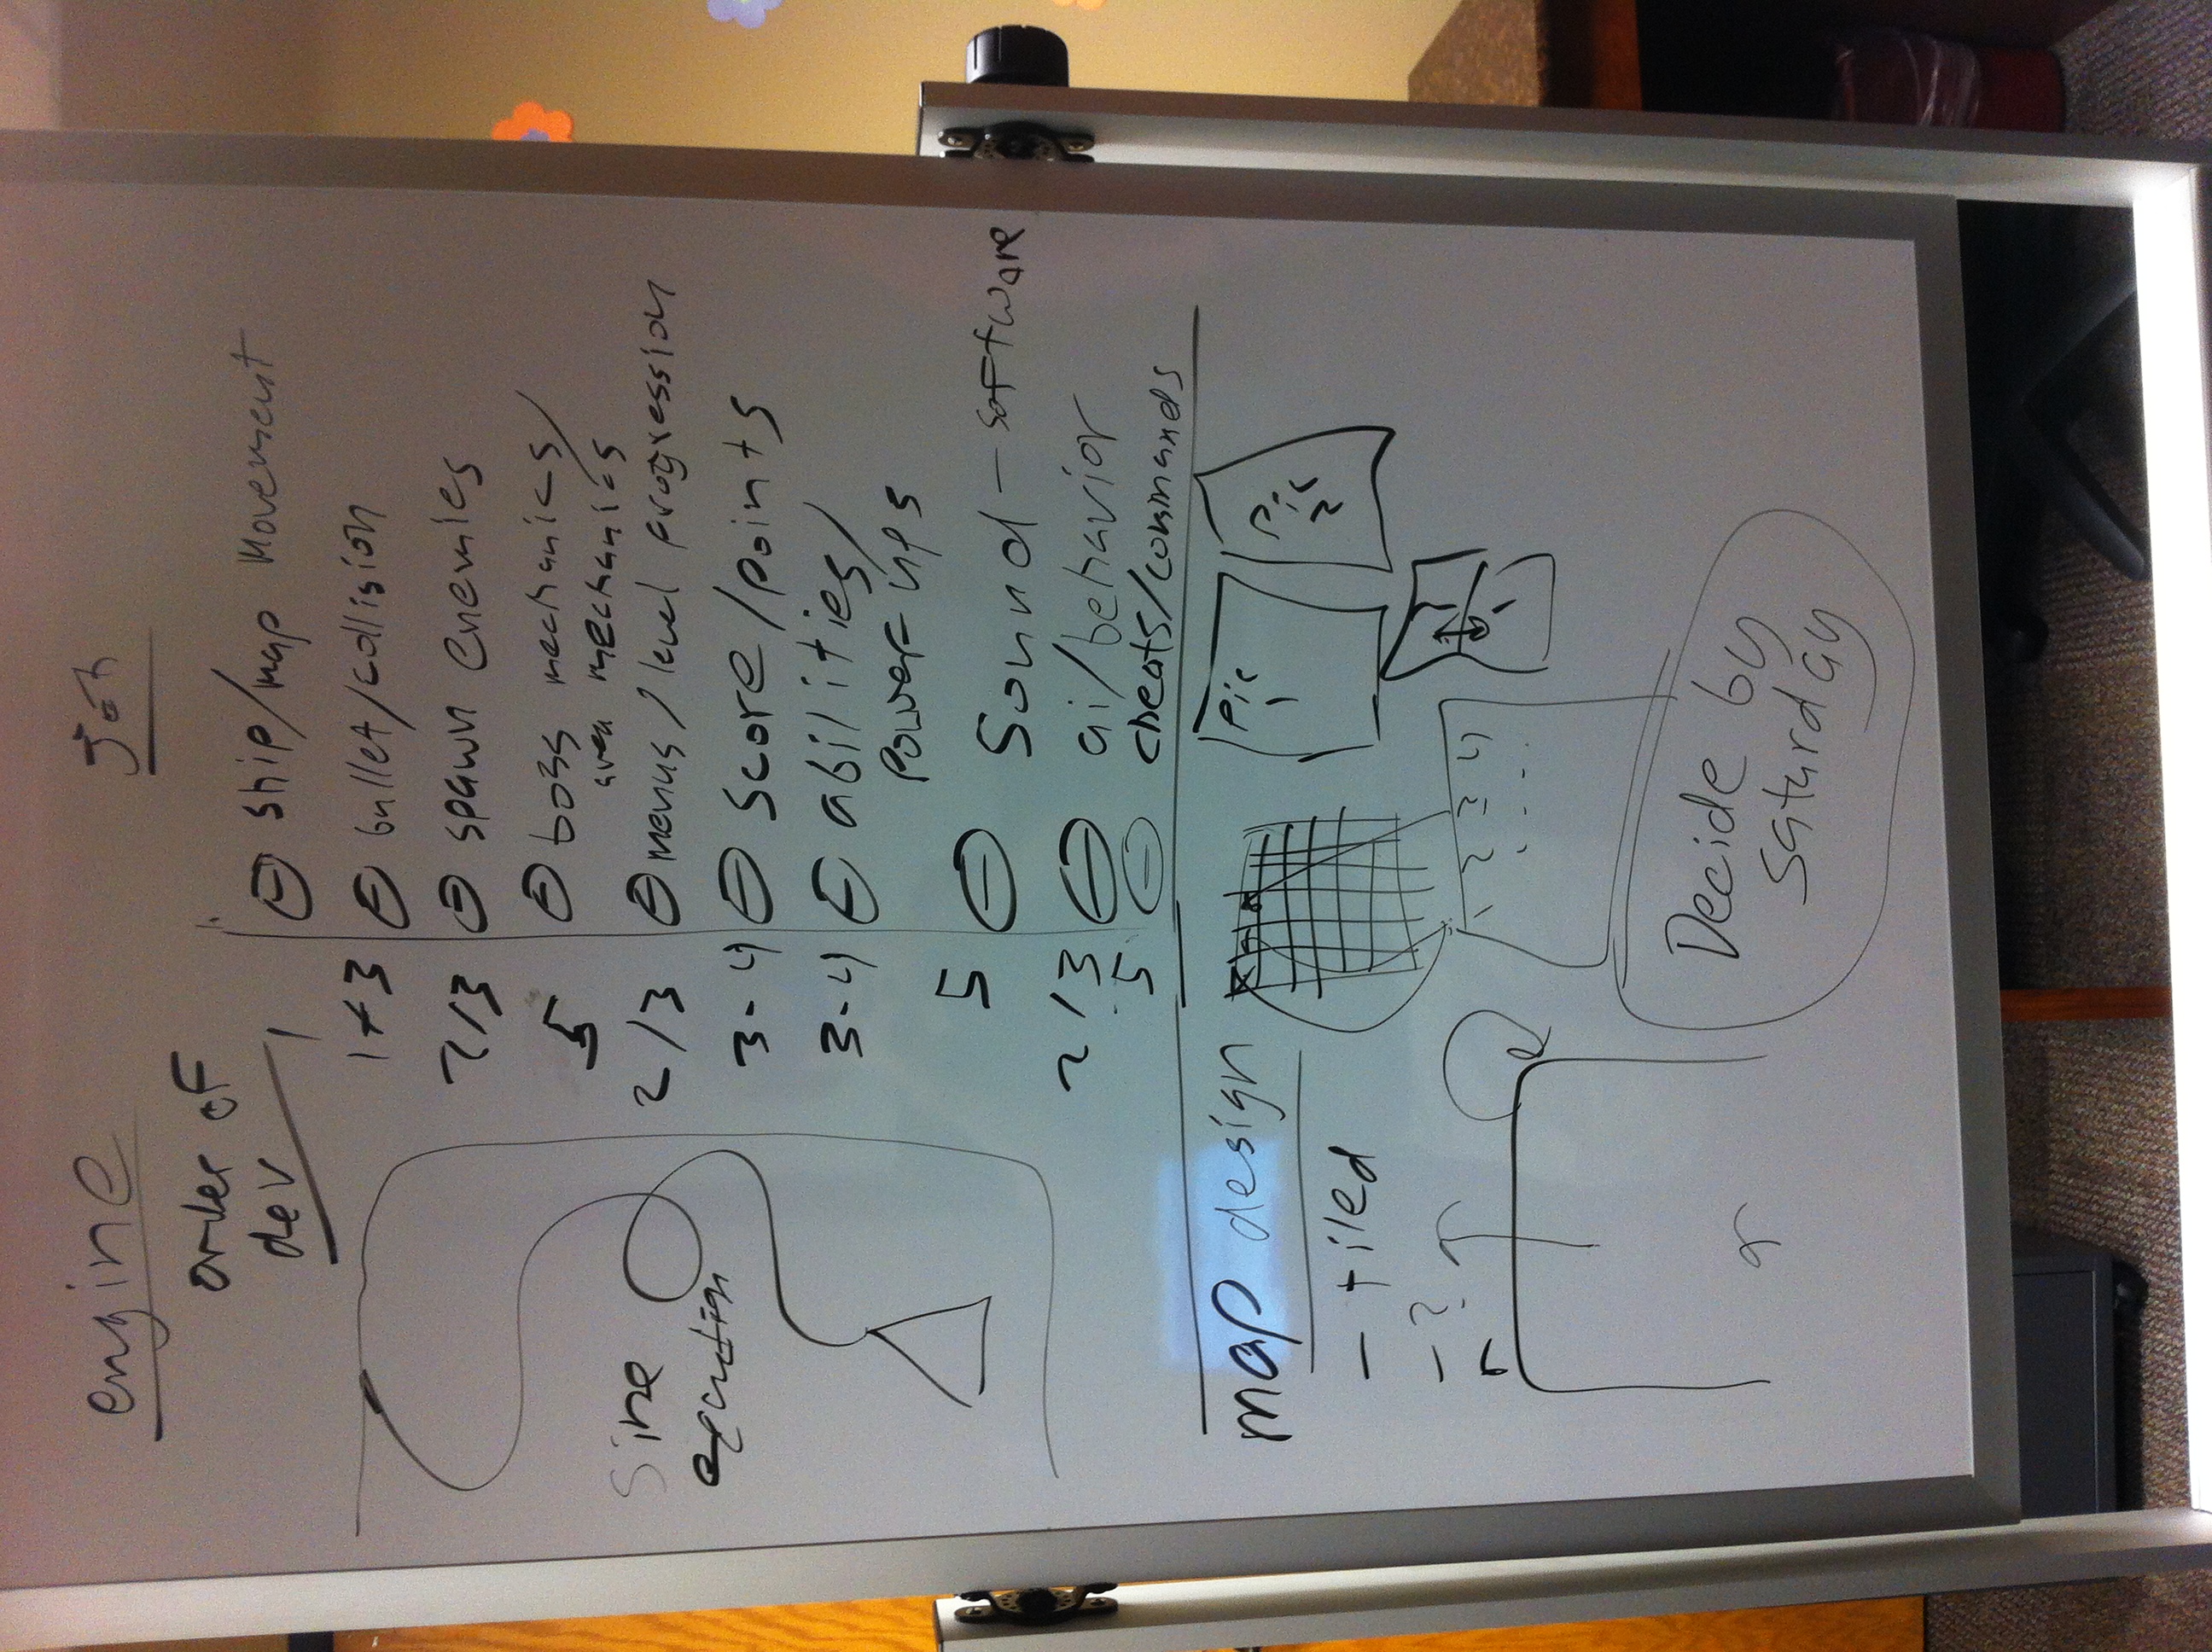 engine
order of
dev
1 ship/map movement
1+3 bullet/collision
2/3 spawn enemies
5 boss mechanics/
area mechanics
2/3 menus/level progression
3-4 score/points
3-4 abilities/
Power ups
5 Sound - software
2/3 ai/behavior
5 cheats/commands
Sine
equation
map design
- tiled
- ?
Pic
1
Pic
2
2
1
1 2 3 4
Decide by
Saturday